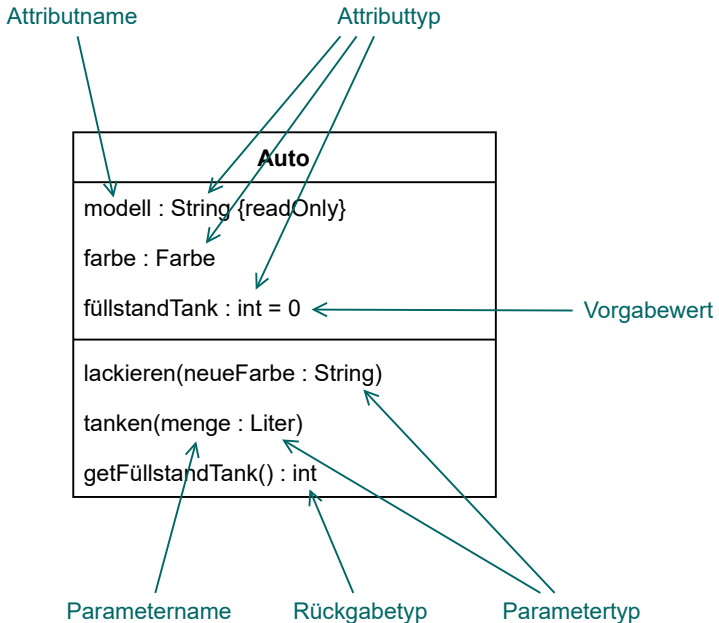 Attributname
Attributtyp
Auto
modell : String {readOnly}
farbe : Farbe
füllstandTank : int = 0
Vorgabewert
lackieren(neueFarbe : String)
tanken(menge : Liter)
getFüllstandTank() : int
Parametername
Rückgabetyp
Parametertyp